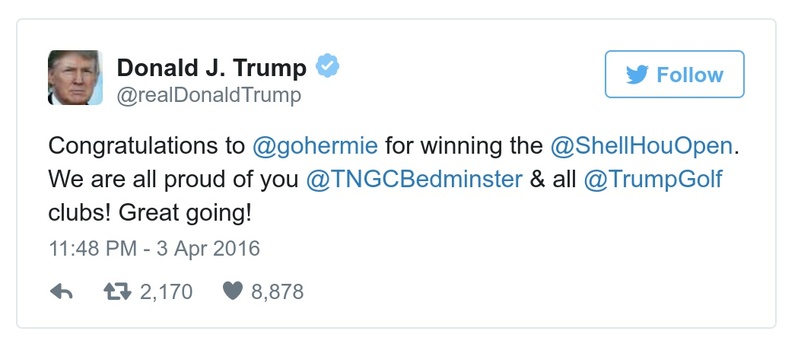 Donald J. Trump
@realDonaldTrump
Follow
Congratulations to @gohermie for winning the @ShellHouOpen.
We are all proud of you @TNGCBedminster & all @TrumpGolf
clubs! Great going!
11:48 PM - 3 Apr 2016
2,170 8,878